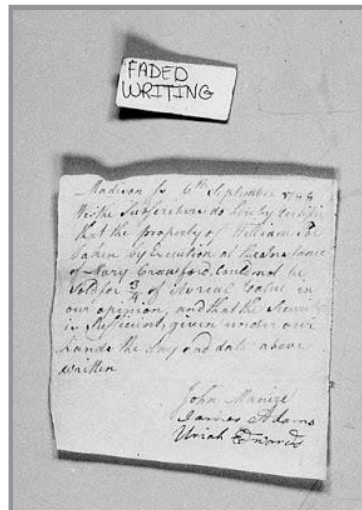 FADED
WRITING
Madison 6th September
We the Subscribers do hereby Certify
that the property of William
taken by Execution at the Instance
of Mary Crawford, Could not be
Sold for 3/4 of its real Value in
our opinion, and that the Security
is Sufficient, given under our
hands the day and date above
written
John
James Adams
Uriah Edwards